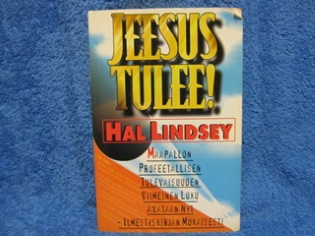 JEESUS
TULEE!
HAL LINDSEY
MAAPALLON
PROFEETALLISEN
TULEVAISUUDEN
VIIMEINEN LUKU
AVATAAN NYT
- ILMESTYSKIRJAN MUKAISESTI